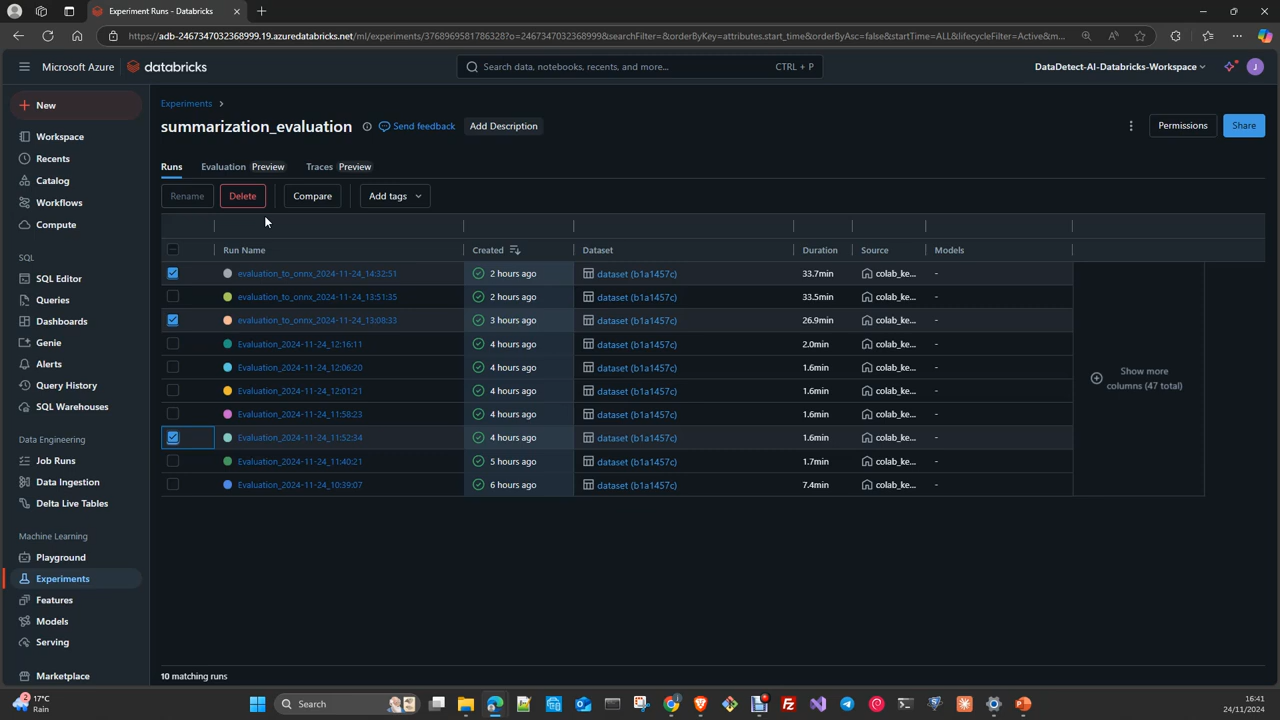 Experiment Runs - Databricks
https://adb-2467347032368999.19.azuredatabricks.net/ml/experiments/3768969581786328?o=2467347032368999&searchFilter=&orderByKey=attributes.start_time&orderByAsc=false&startTime=ALL&lifecycleFilter=Active&m...
Microsoft Azure databricks
Search data, notebooks, recents, and more... CTRL + P
DataDetect-AI-Databricks-Workspace J
New
Workspace
Recents
Catalog
Workflows
Compute
SQL
SQL Editor
Queries
Dashboards
Genie
Alerts
Query History
SQL Warehouses
Data Engineering
Job Runs
Data Ingestion
Delta Live Tables
Machine Learning
Playground
Experiments
Features
Models
Serving
Marketplace
Experiments >
summarization_evaluation Send feedback Add Description
Permissions Share
Runs Evaluation Preview Traces Preview
Rename Delete Compare Add tags
Run Name Created Dataset Duration Source Models
evaluation_to_onnx_2024-11-24_14:32:51 2 hours ago dataset (b1a1457c) 33.7min colab_ke... -
evaluation_to_onnx_2024-11-24_13:51:35 2 hours ago dataset (b1a1457c) 33.5min colab_ke... -
evaluation_to_onnx_2024-11-24_13:08:33 3 hours ago dataset (b1a1457c) 26.9min colab_ke... -
Evaluation_2024-11-24_12:16:11 4 hours ago dataset (b1a1457c) 2.0min colab_ke... -
Evaluation_2024-11-24_12:06:20 4 hours ago dataset (b1a1457c) 1.6min colab_ke... -
Evaluation_2024-11-24_12:01:21 4 hours ago dataset (b1a1457c) 1.6min colab_ke... -
Evaluation_2024-11-24_11:58:23 4 hours ago dataset (b1a1457c) 1.6min colab_ke... -
Evaluation_2024-11-24_11:52:34 4 hours ago dataset (b1a1457c) 1.6min colab_ke... -
Evaluation_2024-11-24_11:40:21 5 hours ago dataset (b1a1457c) 1.7min colab_ke... -
Evaluation_2024-11-24_10:39:07 6 hours ago dataset (b1a1457c) 7.4min colab_ke... -
Show more
columns (47 total)
10 matching runs
2 17°C
Rain
Search
16:41
24/11/2024